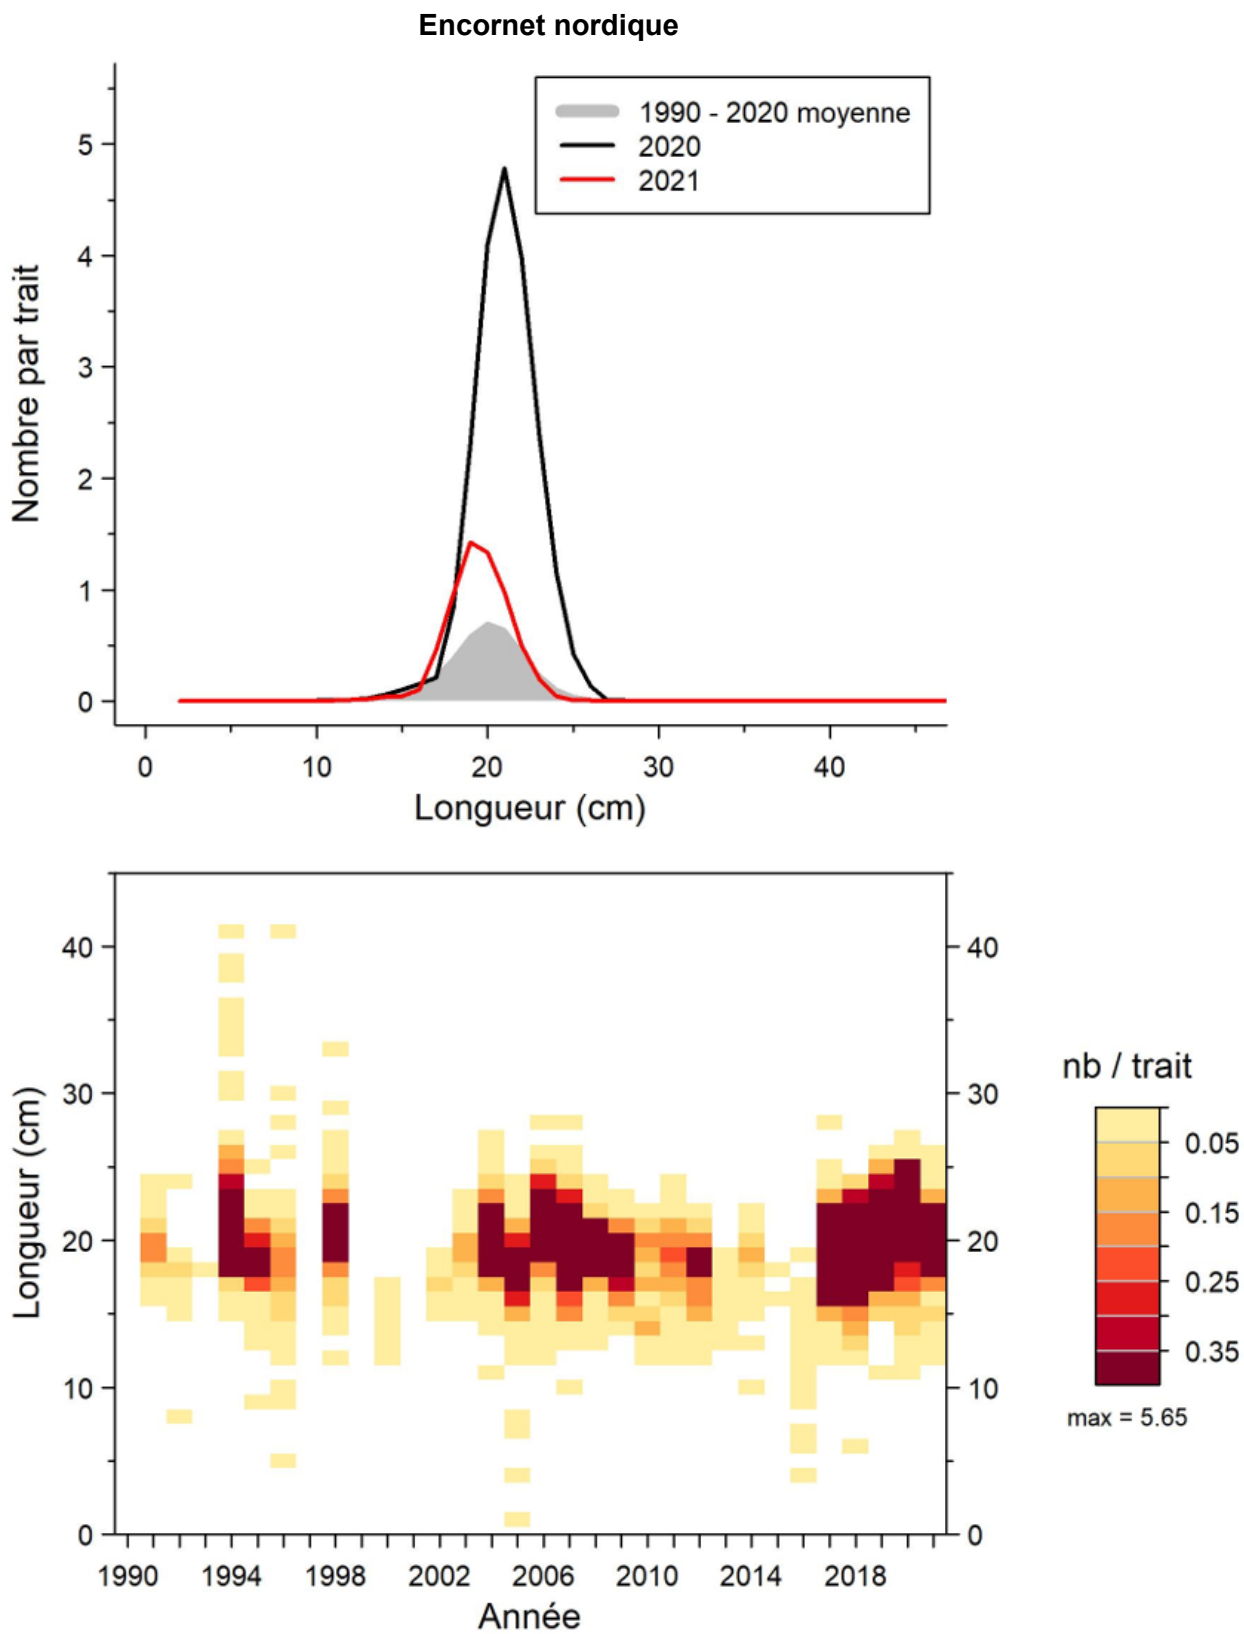 Encornet nordique
1990 - 2020 moyenne
2020
2021
Nombre par trait
5
4
3
2
1
0
0 10 20 30 40
Longueur (cm)
Longueur (cm)
40 40
30 30
20 20
10 10
0 0
1990 1994 1998 2002 2006 2010 2014 2018
Année
nb / trait
0.05
0.15
0.25
0.35
max = 5.65